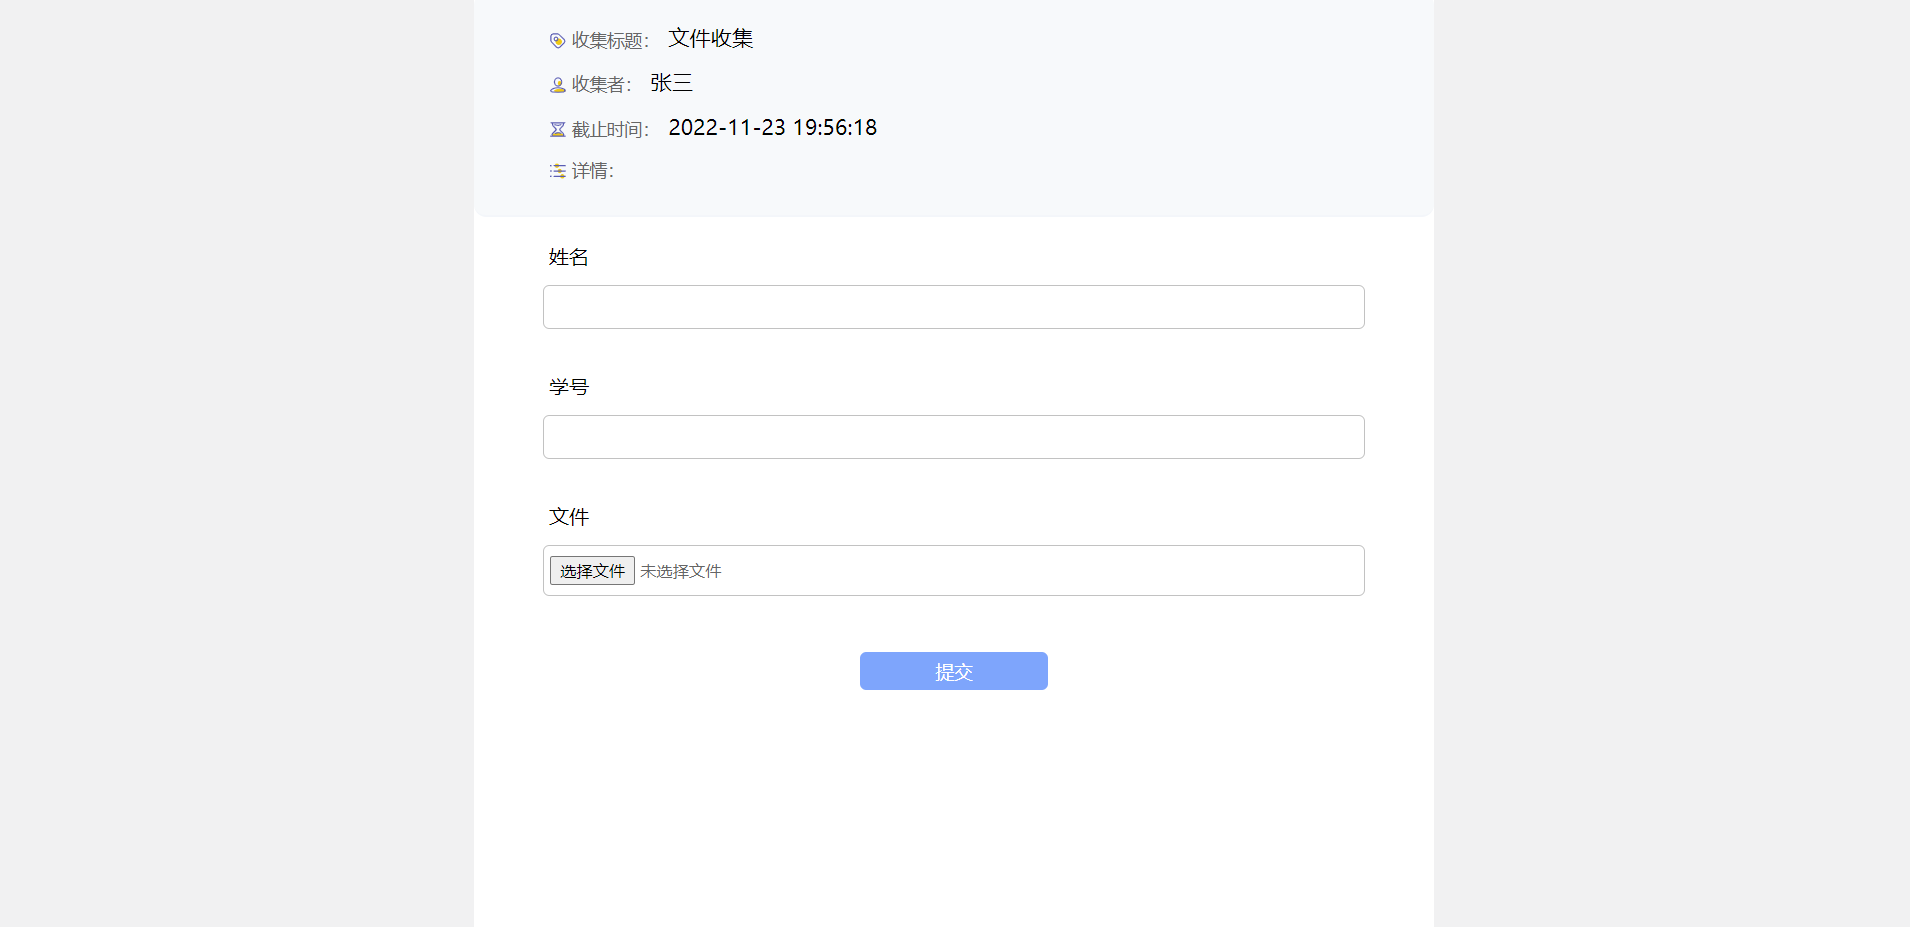 收集标题: 文件收集
收集者: 张三
截止时间: 2022-11-23 19:56:18
详情:
姓名
学号
文件
选择文件 未选择文件
提交